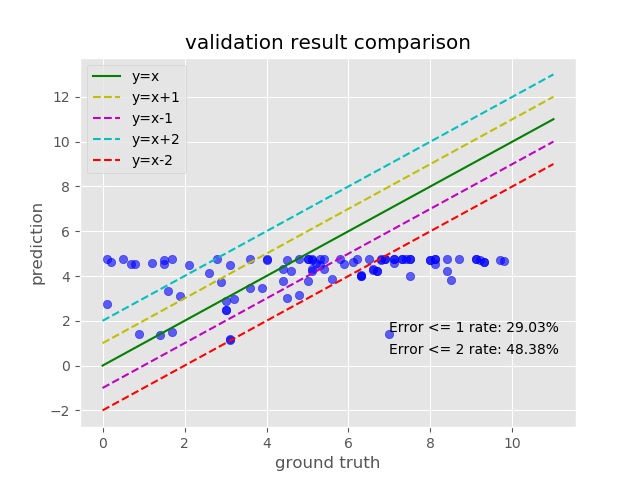 validation result comparison
y=x
y=x+1
y=x-1
y=x+2
y=x-2
12
10
8
6
4
2
0
−2
prediction
Error <= 1 rate: 29.03%
Error <= 2 rate: 48.38%
0 2 4 6 8 10
ground truth